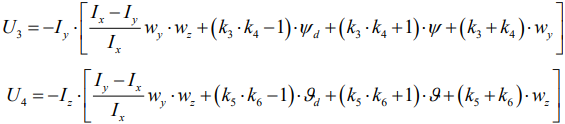 U₃ = −I_y · [ (I_x − I_y)/I_x w_y · w_z + (k₃ · k₄ − 1) · ψ_d + (k₃ · k₄ + 1) · ψ + (k₃ + k₄) · w_y ]
U₄ = −I_z · [ (I_y − I_x)/I_x w_y · w_z + (k₅ · k₆ − 1) · ϑ_d + (k₅ · k₆ + 1) · ϑ + (k₅ + k₆) · w_z ]